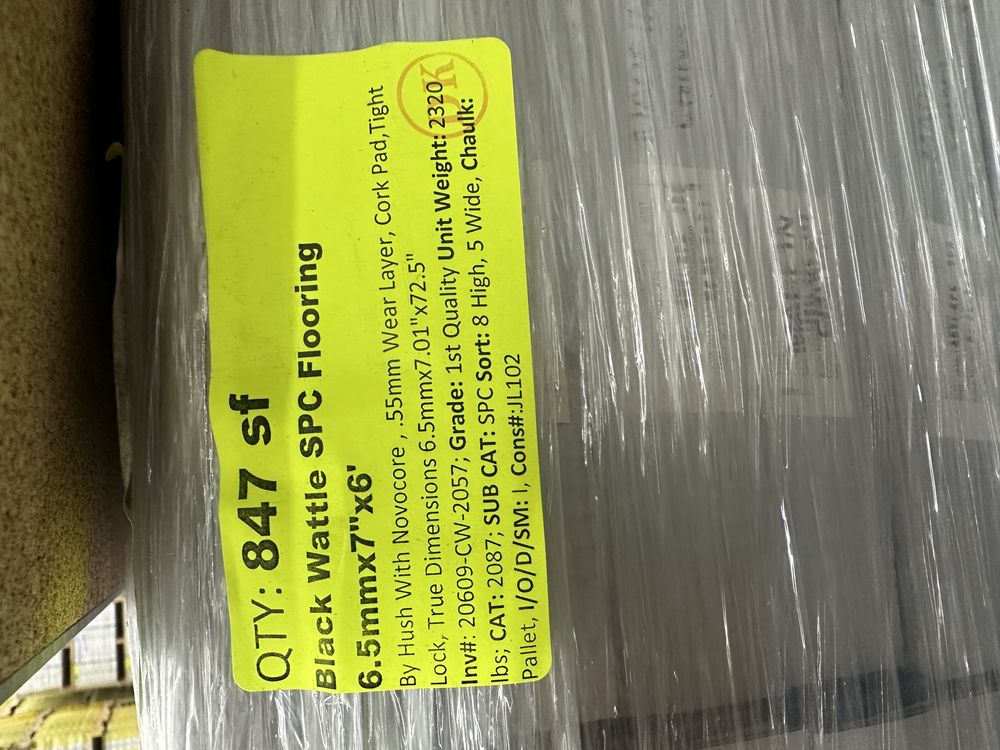 QTY: 847 sf
Black Wattle SPC Flooring
6.5mmx7"x6'
By Hush With Novocore , .55mm Wear Layer, Cork Pad,Tight
Lock, True Dimensions 6.5mmx7.01"x72.5"
Inv#: 20609-CW-2057; Grade: 1st Quality Unit Weight: 2320
lbs; CAT: 2087; SUB CAT: SPC Sort: 8 High, 5 Wide, Chaulk:
Pallet, I/O/D/SM: I, Cons#:JL102